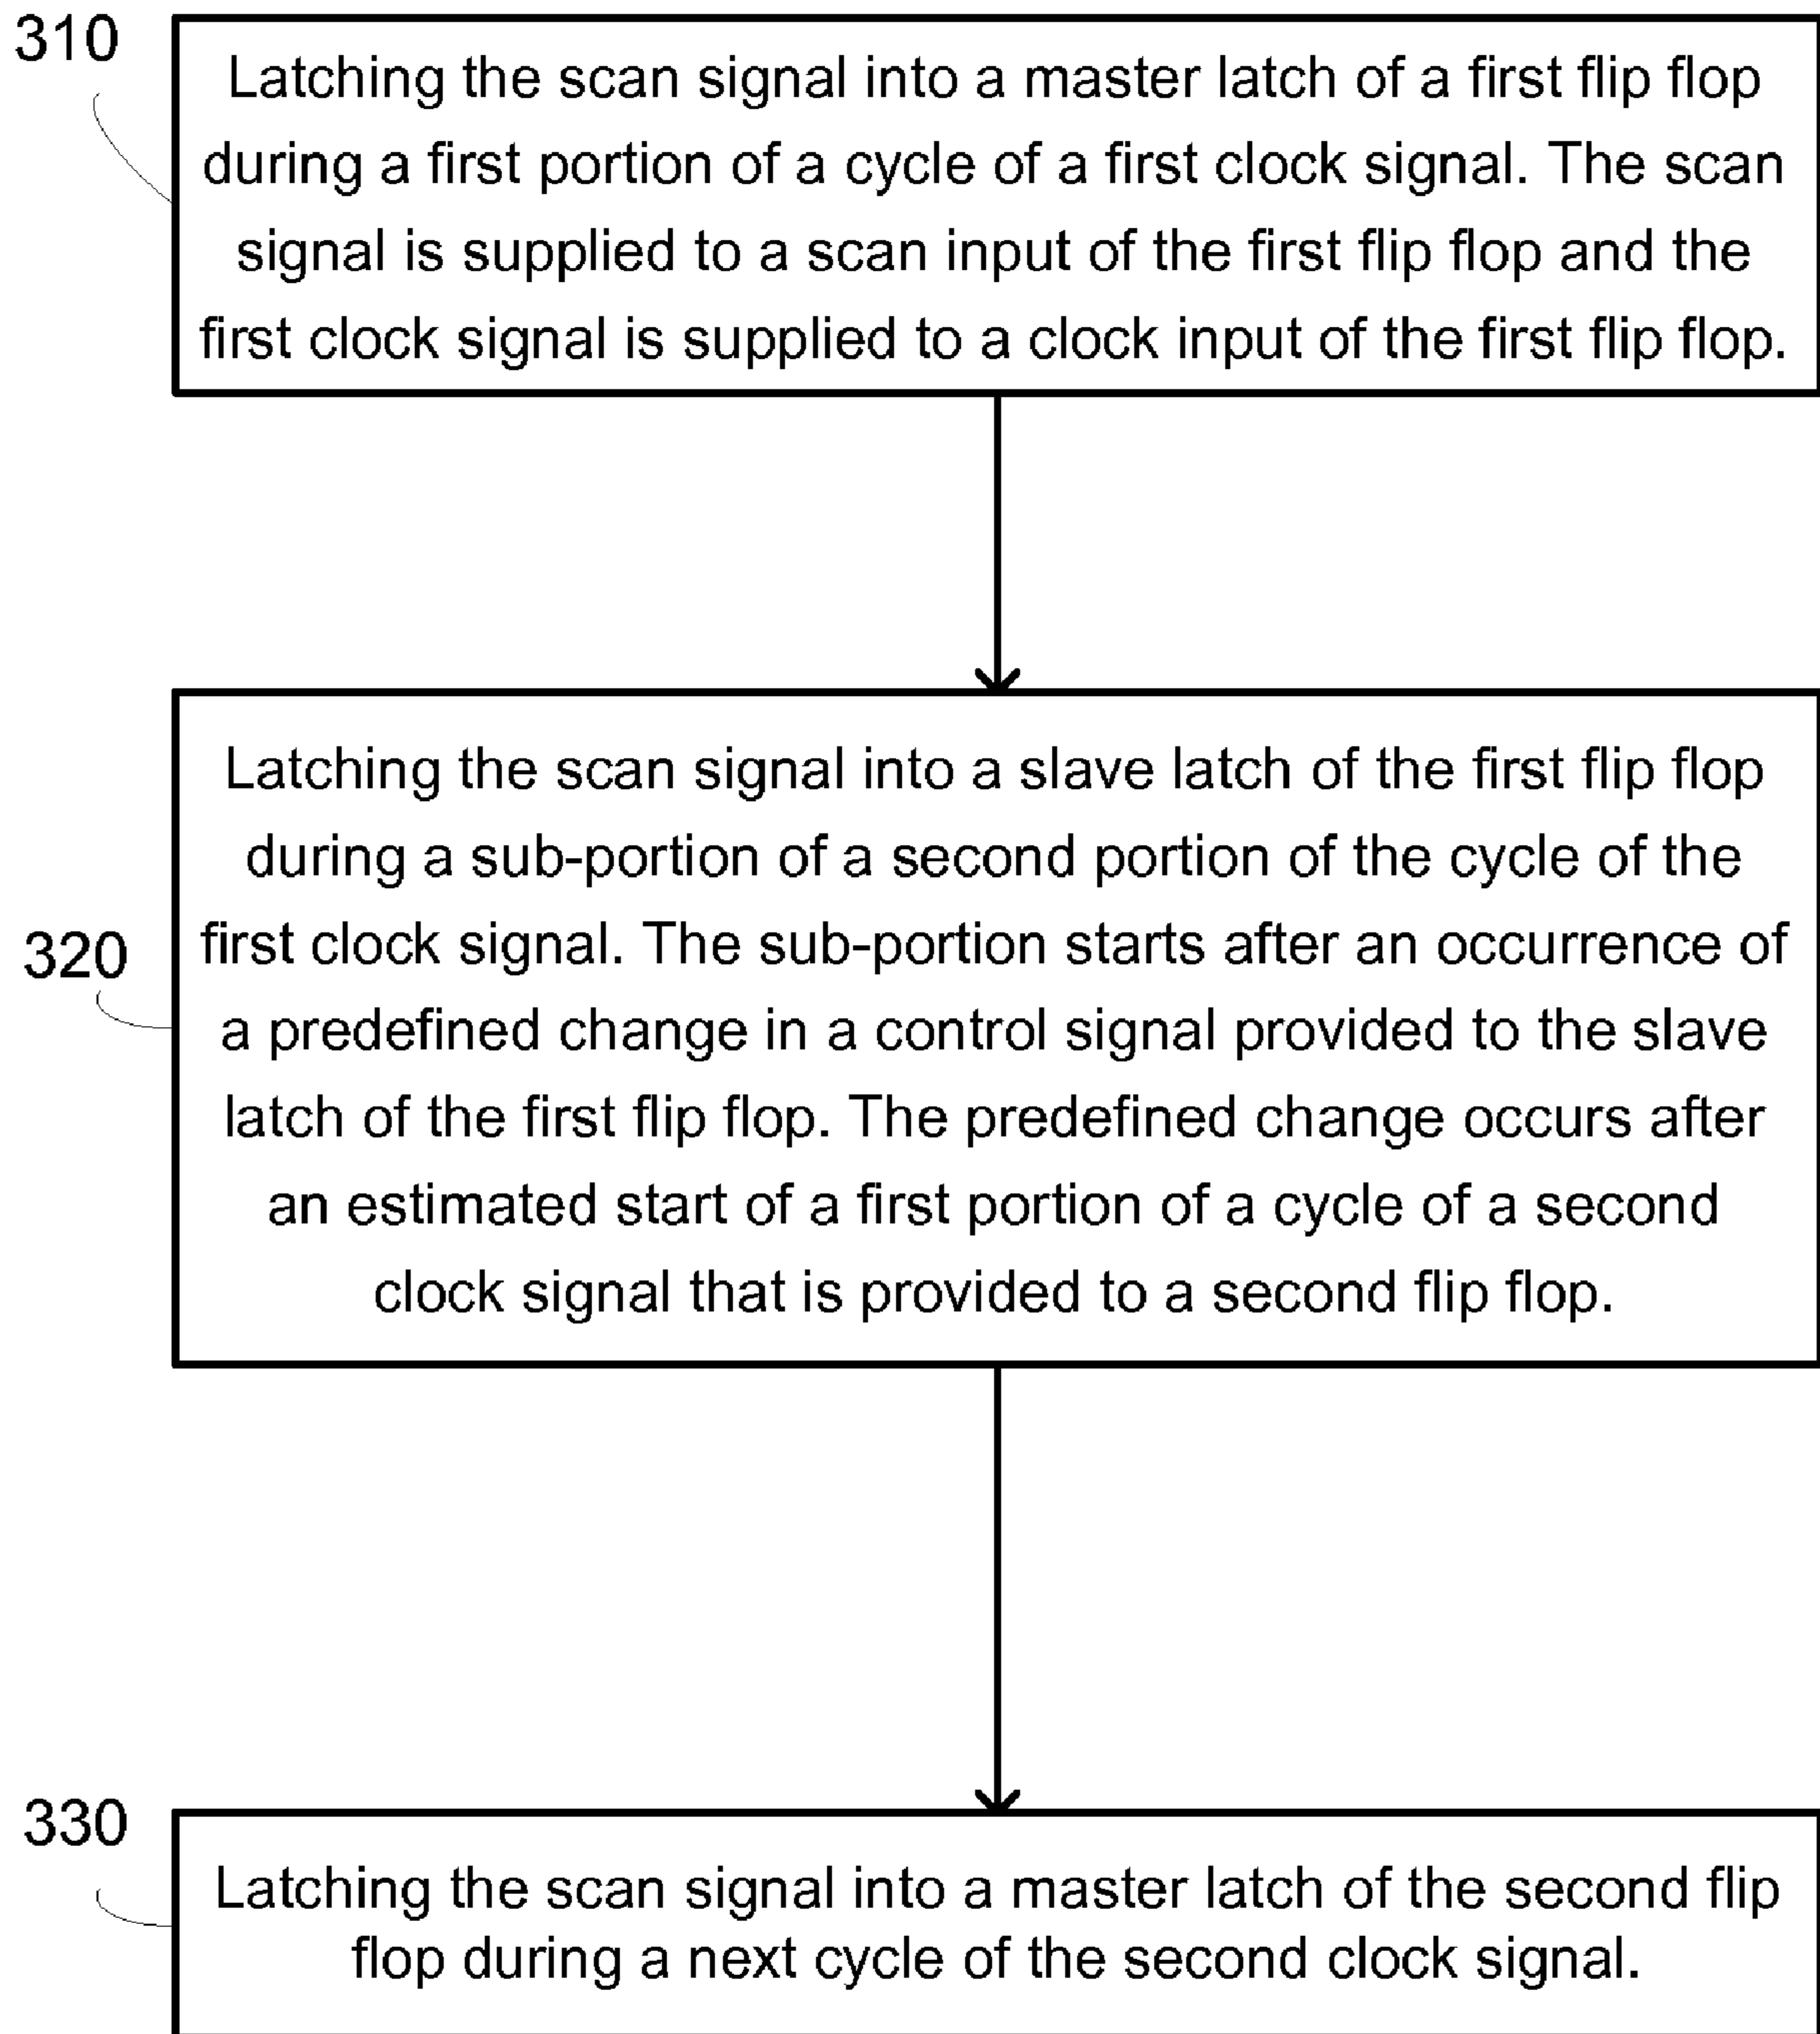 310
Latching the scan signal into a master latch of a first flip flop
during a first portion of a cycle of a first clock signal. The scan
signal is supplied to a scan input of the first flip flop and the
first clock signal is supplied to a clock input of the first flip flop.
320
Latching the scan signal into a slave latch of the first flip flop
during a sub-portion of a second portion of the cycle of the
first clock signal. The sub-portion starts after an occurrence of
a predefined change in a control signal provided to the slave
latch of the first flip flop. The predefined change occurs after
an estimated start of a first portion of a cycle of a second
clock signal that is provided to a second flip flop.
330
Latching the scan signal into a master latch of the second flip
flop during a next cycle of the second clock signal.